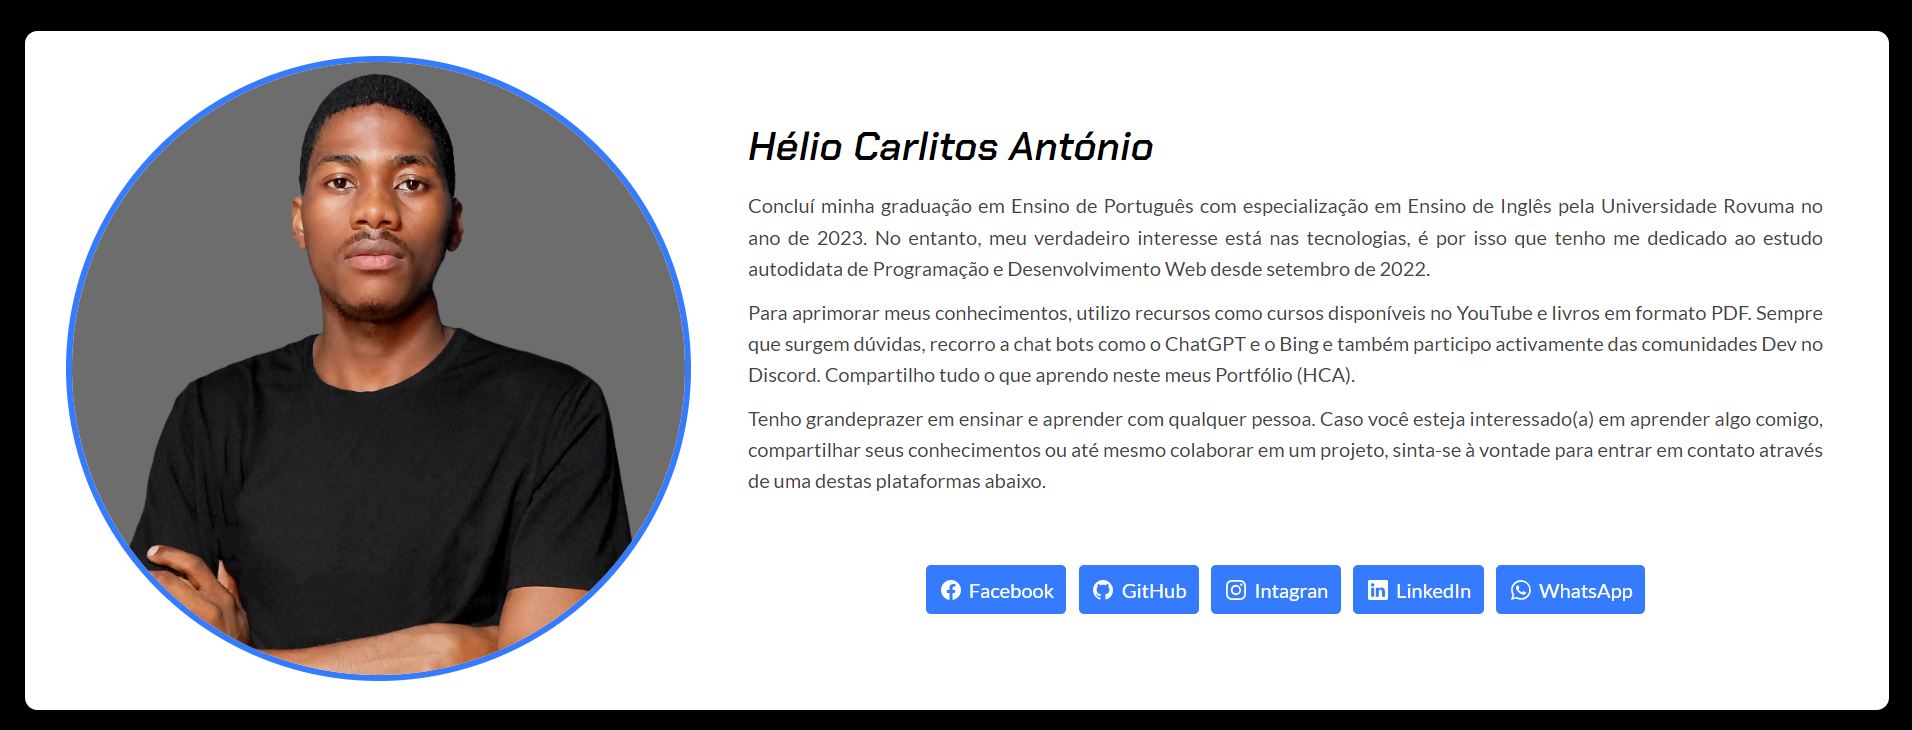 Hélio Carlitos António
Concluí minha graduação em Ensino de Português com especialização em Ensino de Inglês pela Universidade Rovuma no
ano de 2023. No entanto, meu verdadeiro interesse está nas tecnologias, é por isso que tenho me dedicado ao estudo
autodidata de Programação e Desenvolvimento Web desde setembro de 2022.
Para aprimorar meus conhecimentos, utilizo recursos como cursos disponíveis no YouTube e livros em formato PDF. Sempre
que surgem dúvidas, recorro a chat bots como o ChatGPT e o Bing e também participo activamente das comunidades Dev no
Discord. Compartilho tudo o que aprendo neste meus Portfólio (HCA).
Tenho grandeprazer em ensinar e aprender com qualquer pessoa. Caso você esteja interessado(a) em aprender algo comigo,
compartilhar seus conhecimentos ou até mesmo colaborar em um projeto, sinta-se à vontade para entrar em contato através
de uma destas plataformas abaixo.
Facebook GitHub Intagran LinkedIn WhatsApp